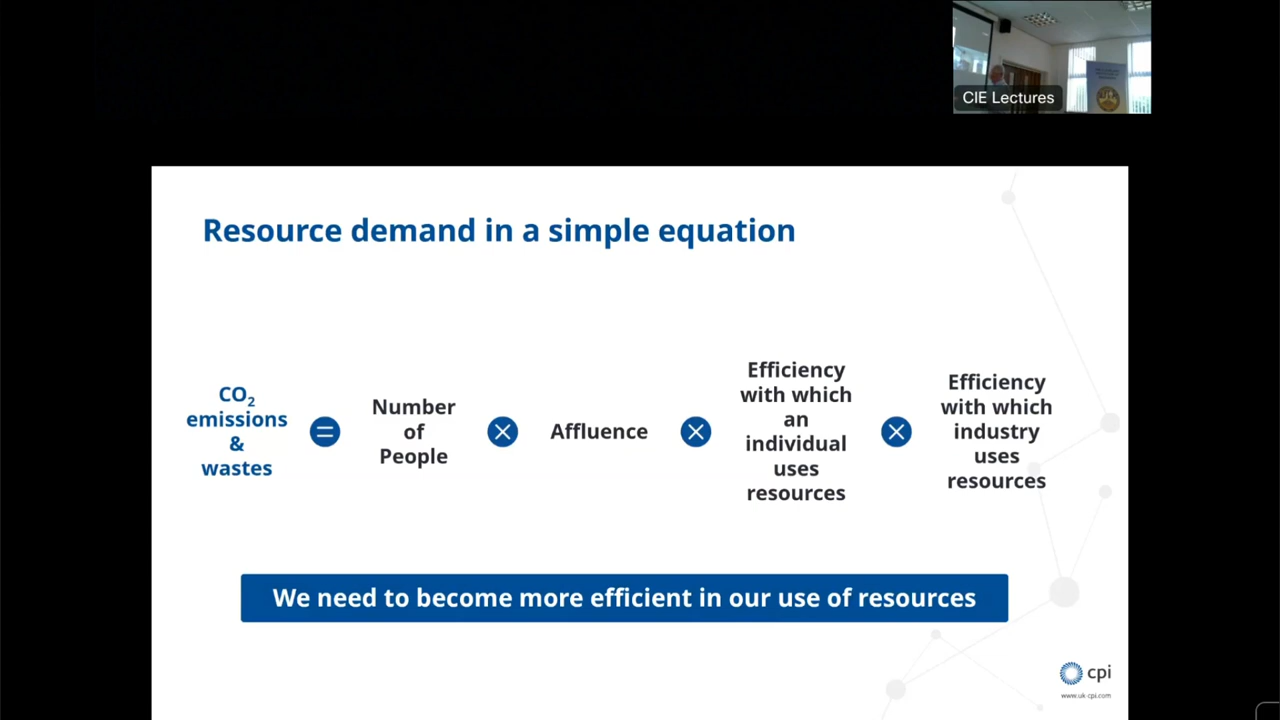 CIE Lectures
Resource demand in a simple equation
CO₂
emissions
&
wastes
=
Number
of
People
×
Affluence
×
Efficiency
with which
an
individual
uses
resources
×
Efficiency
with which
industry
uses
resources
We need to become more efficient in our use of resources
cpi
www.uk-cpi.com